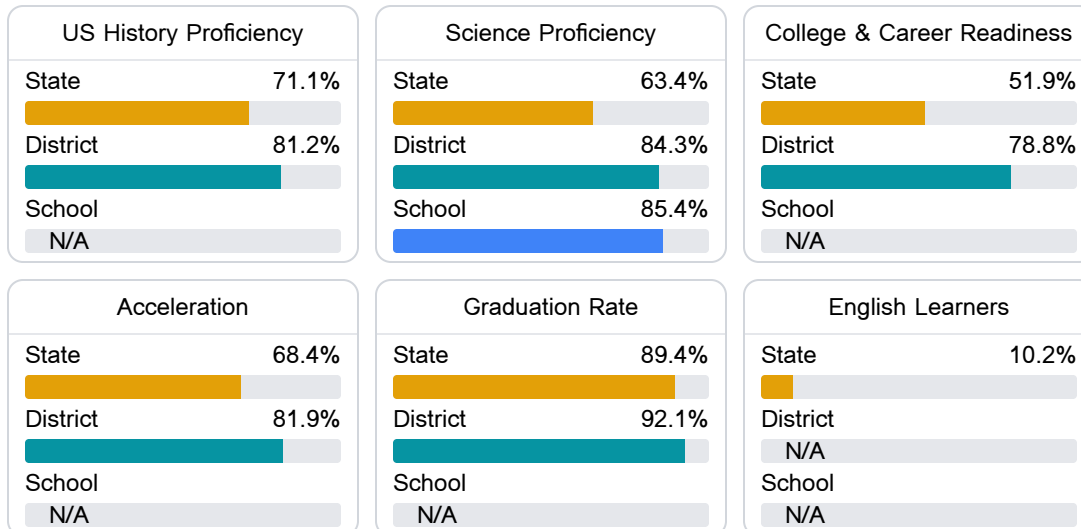 US History Proficiency
State 71.1%
District 81.2%
School
N/A
Science Proficiency
State 63.4%
District 84.3%
School 85.4%
College & Career Readiness
State 51.9%
District 78.8%
School
N/A
Acceleration
State 68.4%
District 81.9%
School
N/A
Graduation Rate
State 89.4%
District 92.1%
School
N/A
English Learners
State 10.2%
District
N/A
School
N/A